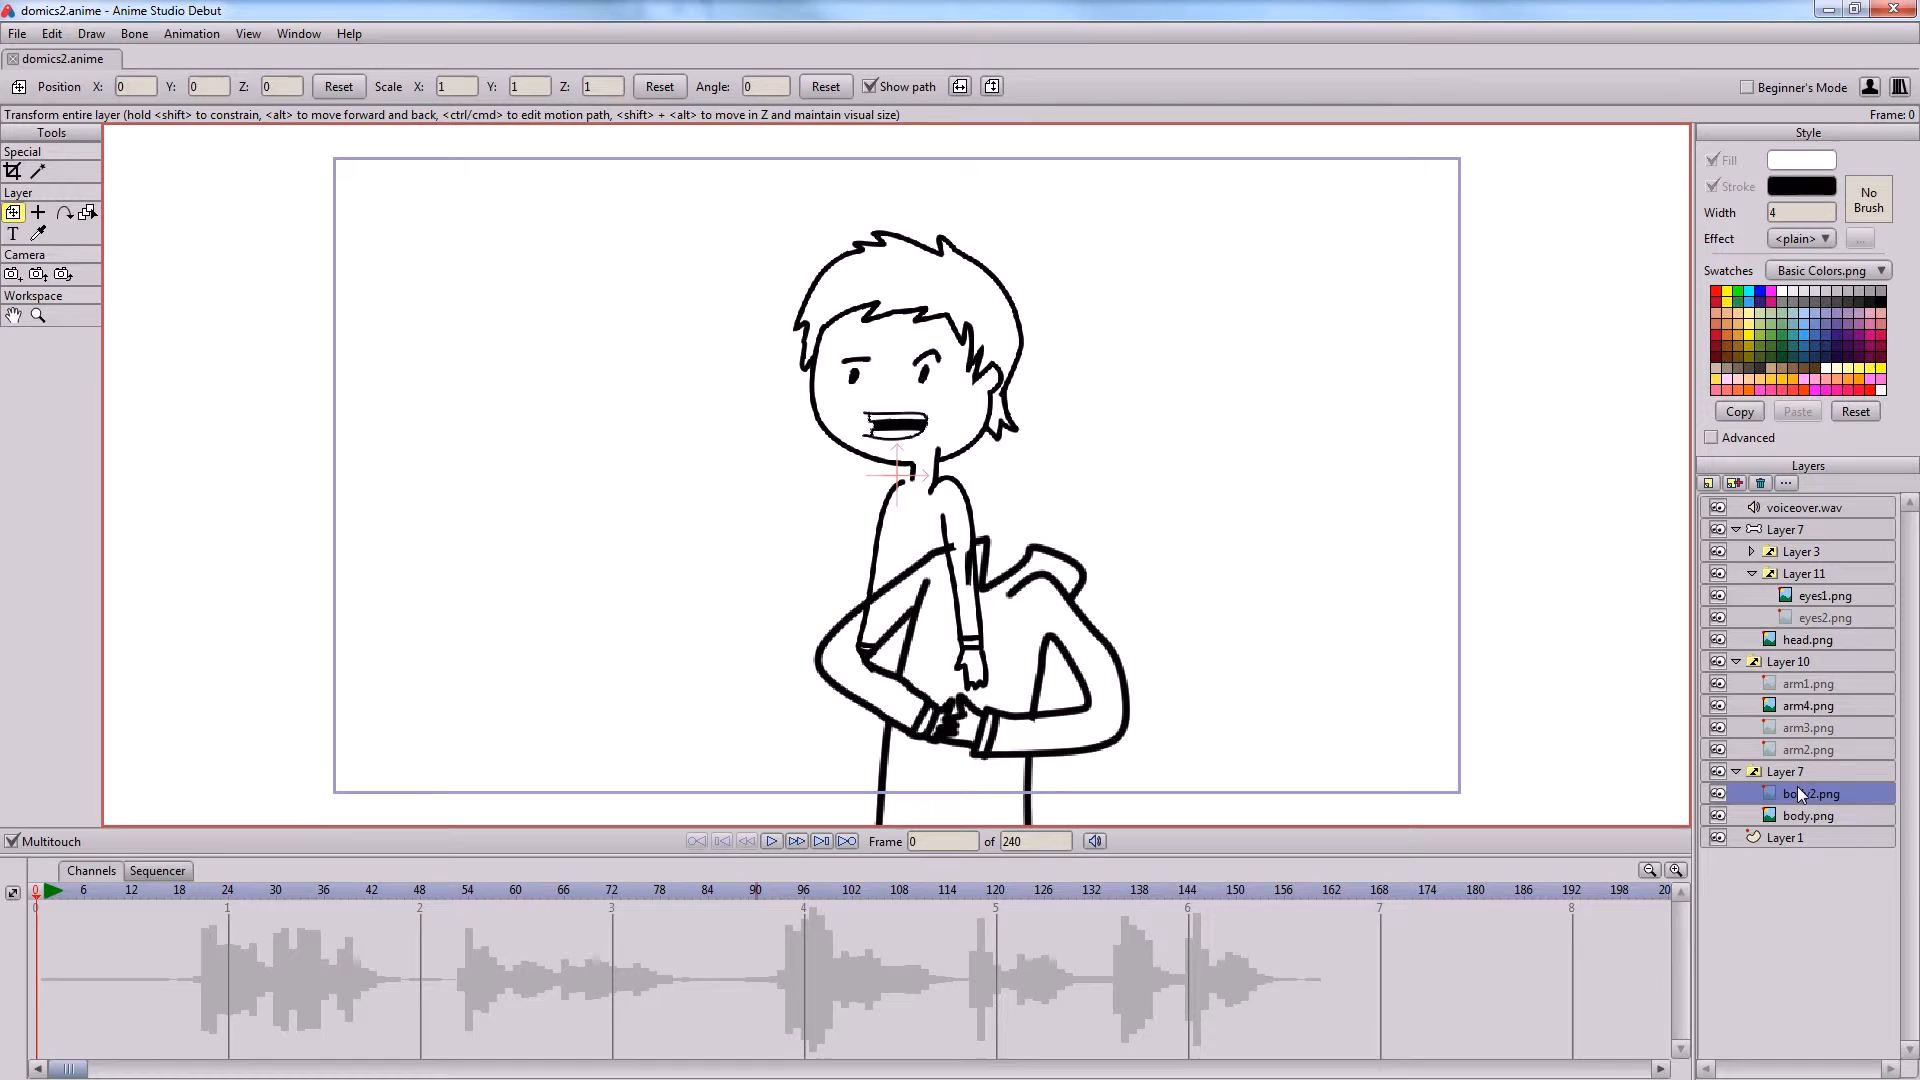 domics2.anime - Anime Studio Debut
File Edit Draw Bone Animation View Window Help
domics2.anime
Position X: 0 Y: 0 Z: 0 Reset Scale X: 1 Y: 1 Z: 1 Reset Angle: 0 Reset Show path Beginner's Mode
Transform entire layer (hold <shift> to constrain, <alt> to move forward and back, <ctrl/cmd> to edit motion path, <shift> + <alt> to move in Z and maintain visual size) Frame: 0
Tools
Special
Layer
T
Camera
Workspace
Style
Fill
Stroke
No Brush
Width 4
Effect <plain> ...
Swatches Basic Colors.png
Copy Paste Reset
Advanced
Layers
voiceover.wav
Layer 7
Layer 3
Layer 11
eyes1.png
eyes2.png
head.png
Layer 10
arm1.png
arm4.png
arm3.png
arm2.png
Layer 7
body2.png
body.png
Layer 1
Multitouch Frame 0 of 240
Channels Sequencer
0 6 12 18 24 30 36 42 48 54 60 66 72 78 84 90 96 102 108 114 120 126 132 138 144 150 156 162 168 174 180 186 192 198 20
0 1 2 3 4 5 6 7 8